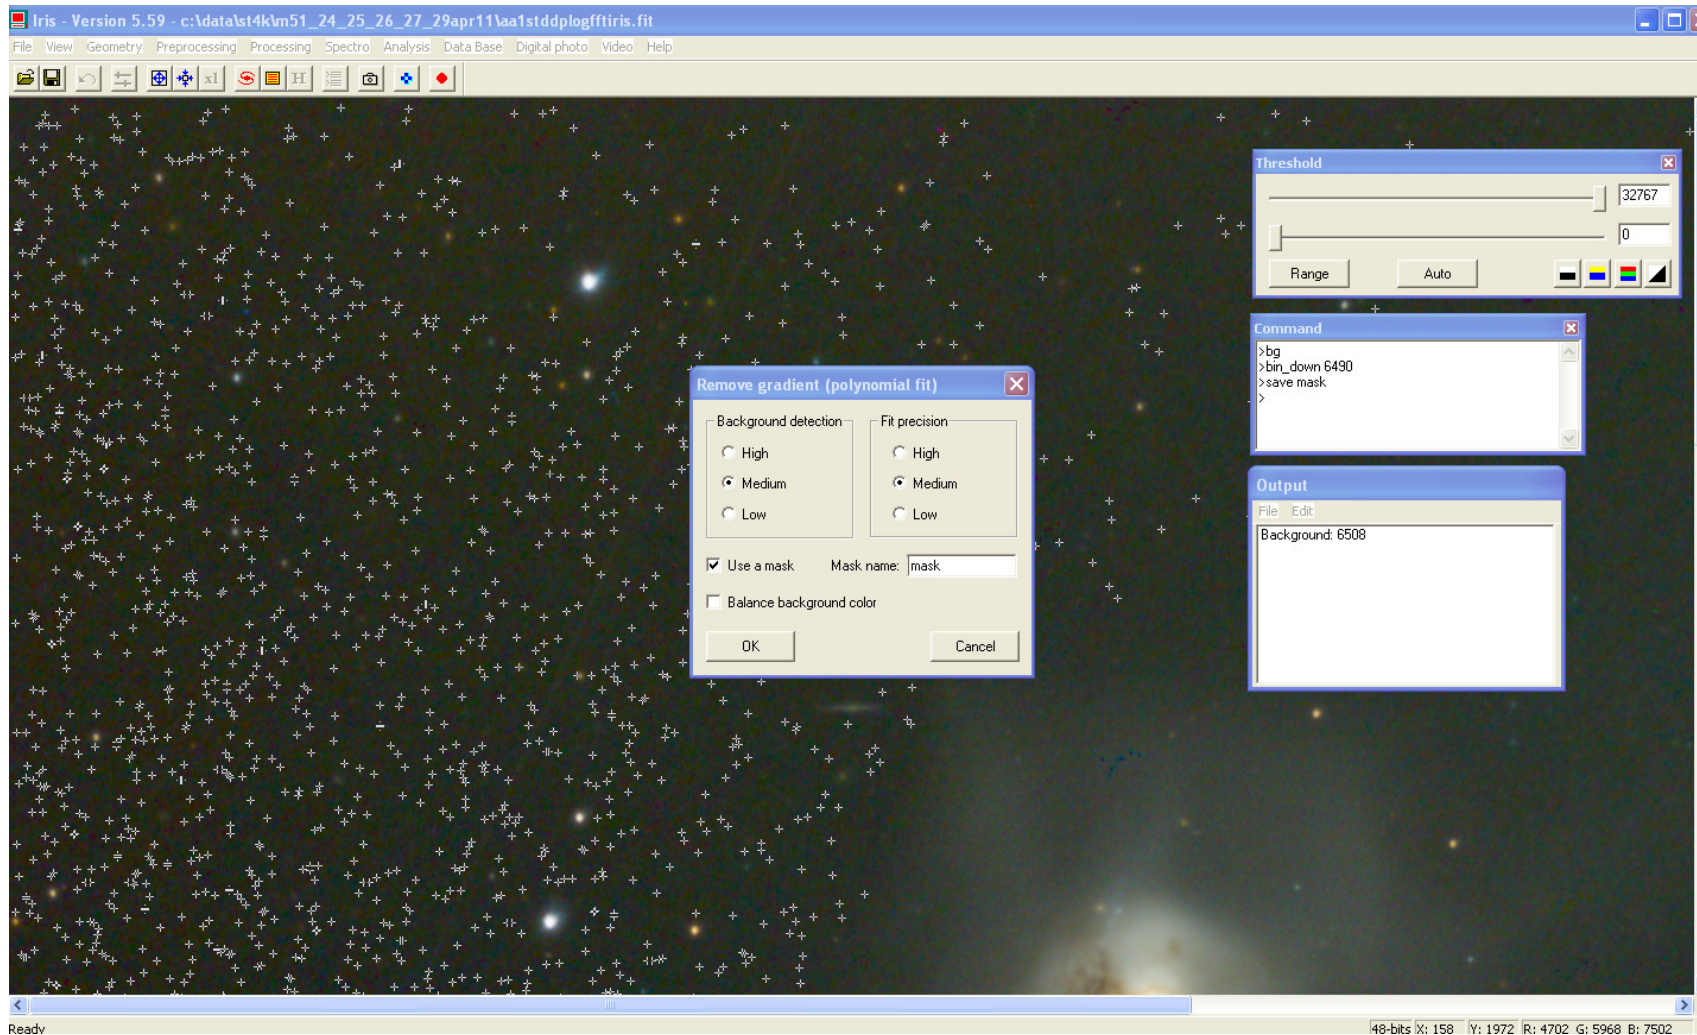 Iris - Version 5.59 - c:\data\st4k\m51_24_25_26_27_29apr11\aa1stddplogfftiris.fit
File View Geometry Preprocessing Processing Spectro Analysis Data Base Digital photo Video Help
x1 H
Threshold
32767
0
Range Auto
Command
>bg
>bin_down 6490
>save mask
>
Remove gradient (polynomial fit)
Background detection Fit precision
High High
Medium Medium
Low Low
Use a mask Mask name: mask
Balance background color
OK Cancel
Output
File Edit
Background: 6508
Ready 48-bits X: 158 Y: 1972 R: 4702 G: 5968 B: 7502